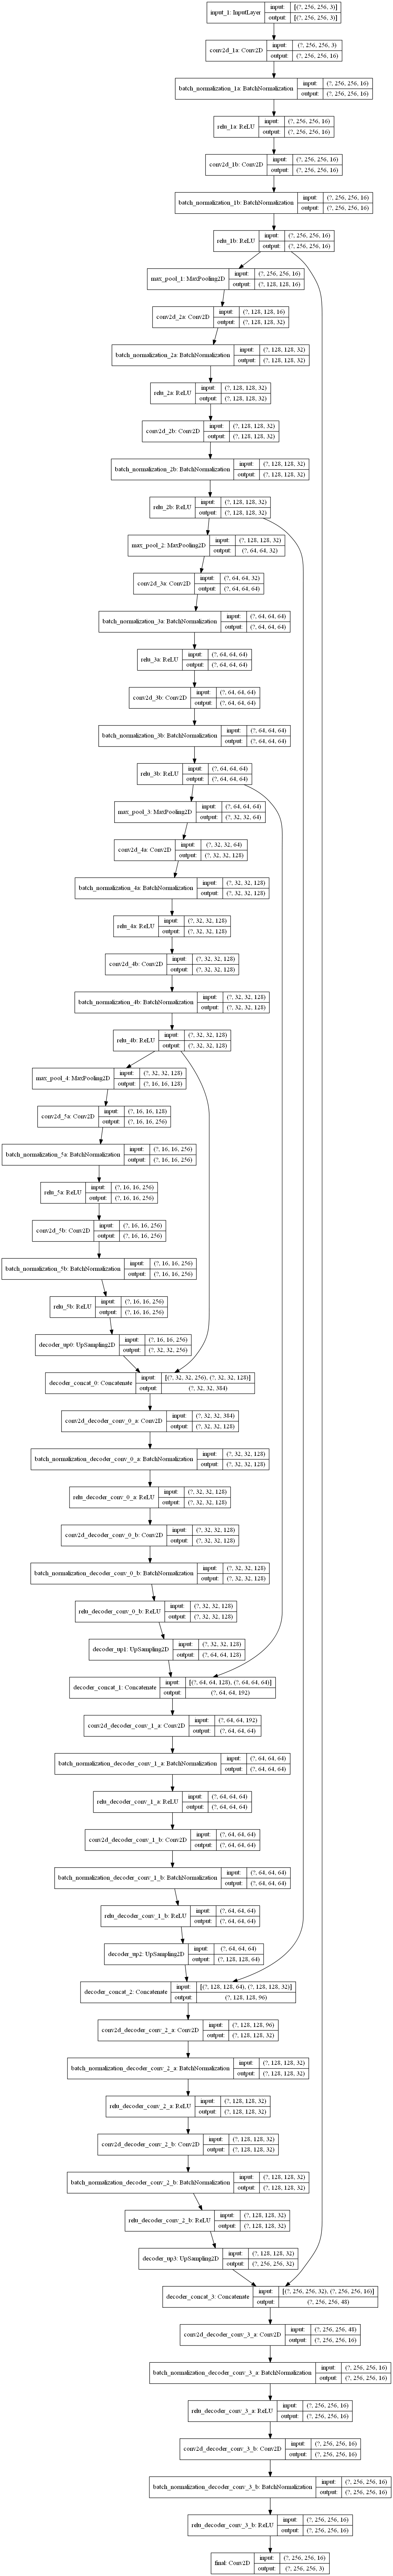 input_1: InputLayer input: [(?, 256, 256, 3)]
output: [(?, 256, 256, 3)]
conv2d_1a: Conv2D input: (?, 256, 256, 3)
output: (?, 256, 256, 16)
batch_normalization_1a: BatchNormalization input: (?, 256, 256, 16)
output: (?, 256, 256, 16)
relu_1a: ReLU input: (?, 256, 256, 16)
output: (?, 256, 256, 16)
conv2d_1b: Conv2D input: (?, 256, 256, 16)
output: (?, 256, 256, 16)
batch_normalization_1b: BatchNormalization input: (?, 256, 256, 16)
output: (?, 256, 256, 16)
relu_1b: ReLU input: (?, 256, 256, 16)
output: (?, 256, 256, 16)
max_pool_1: MaxPooling2D input: (?, 256, 256, 16)
output: (?, 128, 128, 16)
conv2d_2a: Conv2D input: (?, 128, 128, 16)
output: (?, 128, 128, 32)
batch_normalization_2a: BatchNormalization input: (?, 128, 128, 32)
output: (?, 128, 128, 32)
relu_2a: ReLU input: (?, 128, 128, 32)
output: (?, 128, 128, 32)
conv2d_2b: Conv2D input: (?, 128, 128, 32)
output: (?, 128, 128, 32)
batch_normalization_2b: BatchNormalization input: (?, 128, 128, 32)
output: (?, 128, 128, 32)
relu_2b: ReLU input: (?, 128, 128, 32)
output: (?, 128, 128, 32)
max_pool_2: MaxPooling2D input: (?, 128, 128, 32)
output: (?, 64, 64, 32)
conv2d_3a: Conv2D input: (?, 64, 64, 32)
output: (?, 64, 64, 64)
batch_normalization_3a: BatchNormalization input: (?, 64, 64, 64)
output: (?, 64, 64, 64)
relu_3a: ReLU input: (?, 64, 64, 64)
output: (?, 64, 64, 64)
conv2d_3b: Conv2D input: (?, 64, 64, 64)
output: (?, 64, 64, 64)
batch_normalization_3b: BatchNormalization input: (?, 64, 64, 64)
output: (?, 64, 64, 64)
relu_3b: ReLU input: (?, 64, 64, 64)
output: (?, 64, 64, 64)
max_pool_3: MaxPooling2D input: (?, 64, 64, 64)
output: (?, 32, 32, 64)
conv2d_4a: Conv2D input: (?, 32, 32, 64)
output: (?, 32, 32, 128)
batch_normalization_4a: BatchNormalization input: (?, 32, 32, 128)
output: (?, 32, 32, 128)
relu_4a: ReLU input: (?, 32, 32, 128)
output: (?, 32, 32, 128)
conv2d_4b: Conv2D input: (?, 32, 32, 128)
output: (?, 32, 32, 128)
batch_normalization_4b: BatchNormalization input: (?, 32, 32, 128)
output: (?, 32, 32, 128)
relu_4b: ReLU input: (?, 32, 32, 128)
output: (?, 32, 32, 128)
max_pool_4: MaxPooling2D input: (?, 32, 32, 128)
output: (?, 16, 16, 128)
conv2d_5a: Conv2D input: (?, 16, 16, 128)
output: (?, 16, 16, 256)
batch_normalization_5a: BatchNormalization input: (?, 16, 16, 256)
output: (?, 16, 16, 256)
relu_5a: ReLU input: (?, 16, 16, 256)
output: (?, 16, 16, 256)
conv2d_5b: Conv2D input: (?, 16, 16, 256)
output: (?, 16, 16, 256)
batch_normalization_5b: BatchNormalization input: (?, 16, 16, 256)
output: (?, 16, 16, 256)
relu_5b: ReLU input: (?, 16, 16, 256)
output: (?, 16, 16, 256)
decoder_up0: UpSampling2D input: (?, 16, 16, 256)
output: (?, 32, 32, 256)
decoder_concat_0: Concatenate input: [(?, 32, 32, 256), (?, 32, 32, 128)]
output: (?, 32, 32, 384)
conv2d_decoder_conv_0_a: Conv2D input: (?, 32, 32, 384)
output: (?, 32, 32, 128)
batch_normalization_decoder_conv_0_a: BatchNormalization input: (?, 32, 32, 128)
output: (?, 32, 32, 128)
relu_decoder_conv_0_a: ReLU input: (?, 32, 32, 128)
output: (?, 32, 32, 128)
conv2d_decoder_conv_0_b: Conv2D input: (?, 32, 32, 128)
output: (?, 32, 32, 128)
batch_normalization_decoder_conv_0_b: BatchNormalization input: (?, 32, 32, 128)
output: (?, 32, 32, 128)
relu_decoder_conv_0_b: ReLU input: (?, 32, 32, 128)
output: (?, 32, 32, 128)
decoder_up1: UpSampling2D input: (?, 32, 32, 128)
output: (?, 64, 64, 128)
decoder_concat_1: Concatenate input: [(?, 64, 64, 128), (?, 64, 64, 64)]
output: (?, 64, 64, 192)
conv2d_decoder_conv_1_a: Conv2D input: (?, 64, 64, 192)
output: (?, 64, 64, 64)
batch_normalization_decoder_conv_1_a: BatchNormalization input: (?, 64, 64, 64)
output: (?, 64, 64, 64)
relu_decoder_conv_1_a: ReLU input: (?, 64, 64, 64)
output: (?, 64, 64, 64)
conv2d_decoder_conv_1_b: Conv2D input: (?, 64, 64, 64)
output: (?, 64, 64, 64)
batch_normalization_decoder_conv_1_b: BatchNormalization input: (?, 64, 64, 64)
output: (?, 64, 64, 64)
relu_decoder_conv_1_b: ReLU input: (?, 64, 64, 64)
output: (?, 64, 64, 64)
decoder_up2: UpSampling2D input: (?, 64, 64, 64)
output: (?, 128, 128, 64)
decoder_concat_2: Concatenate input: [(?, 128, 128, 64), (?, 128, 128, 32)]
output: (?, 128, 128, 96)
conv2d_decoder_conv_2_a: Conv2D input: (?, 128, 128, 96)
output: (?, 128, 128, 32)
batch_normalization_decoder_conv_2_a: BatchNormalization input: (?, 128, 128, 32)
output: (?, 128, 128, 32)
relu_decoder_conv_2_a: ReLU input: (?, 128, 128, 32)
output: (?, 128, 128, 32)
conv2d_decoder_conv_2_b: Conv2D input: (?, 128, 128, 32)
output: (?, 128, 128, 32)
batch_normalization_decoder_conv_2_b: BatchNormalization input: (?, 128, 128, 32)
output: (?, 128, 128, 32)
relu_decoder_conv_2_b: ReLU input: (?, 128, 128, 32)
output: (?, 128, 128, 32)
decoder_up3: UpSampling2D input: (?, 128, 128, 32)
output: (?, 256, 256, 32)
decoder_concat_3: Concatenate input: [(?, 256, 256, 32), (?, 256, 256, 16)]
output: (?, 256, 256, 48)
conv2d_decoder_conv_3_a: Conv2D input: (?, 256, 256, 48)
output: (?, 256, 256, 16)
batch_normalization_decoder_conv_3_a: BatchNormalization input: (?, 256, 256, 16)
output: (?, 256, 256, 16)
relu_decoder_conv_3_a: ReLU input: (?, 256, 256, 16)
output: (?, 256, 256, 16)
conv2d_decoder_conv_3_b: Conv2D input: (?, 256, 256, 16)
output: (?, 256, 256, 16)
batch_normalization_decoder_conv_3_b: BatchNormalization input: (?, 256, 256, 16)
output: (?, 256, 256, 16)
relu_decoder_conv_3_b: ReLU input: (?, 256, 256, 16)
output: (?, 256, 256, 16)
final: Conv2D input: (?, 256, 256, 16)
output: (?, 256, 256, 3)